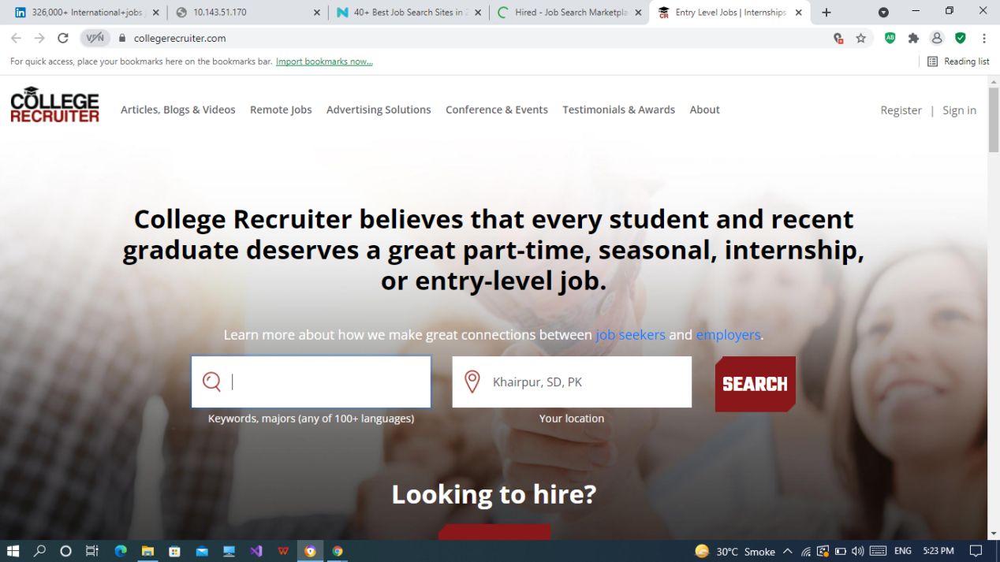 326,000+ International+jobs
10.143.51.170
40+ Best Job Search Sites in 2
Hired - Job Search Marketpla
Entry Level Jobs | Internships
VPN
collegerecruiter.com
For quick access, place your bookmarks here on the bookmarks bar. Import bookmarks now...
Reading list
COLLEGE
RECRUITER
Articles, Blogs & Videos
Remote Jobs
Advertising Solutions
Conference & Events
Testimonials & Awards
About
Register | Sign in
College Recruiter believes that every student and recent
graduate deserves a great part-time, seasonal, internship,
or entry-level job.
Learn more about how we make great connections between job seekers and employers.
Khairpur, SD, PK
SEARCH
Keywords, majors (any of 100+ languages)
Your location
Looking to hire?
30°C Smoke
ENG
5:23 PM